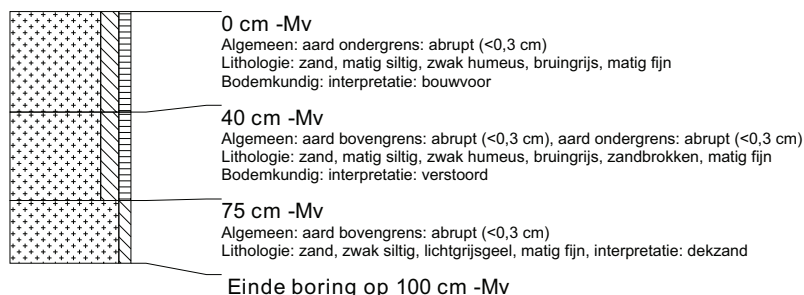 0 cm -Mv
Algemeen: aard ondergrens: abrupt (<0,3 cm)
Lithologie: zand, matig siltig, zwak humeus, bruingrijs, matig fijn
Bodemkundig: interpretatie: bouwvoor
40 cm -Mv
Algemeen: aard bovengrens: abrupt (<0,3 cm), aard ondergrens: abrupt (<0,3 cm)
Lithologie: zand, matig siltig, zwak humeus, bruingrijs, zandbrokken, matig fijn
Bodemkundig: interpretatie: verstoord
75 cm -Mv
Algemeen: aard bovengrens: abrupt (<0,3 cm)
Lithologie: zand, zwak siltig, lichtgrijsgeel, matig fijn, interpretatie: dekzand
Einde boring op 100 cm -Mv